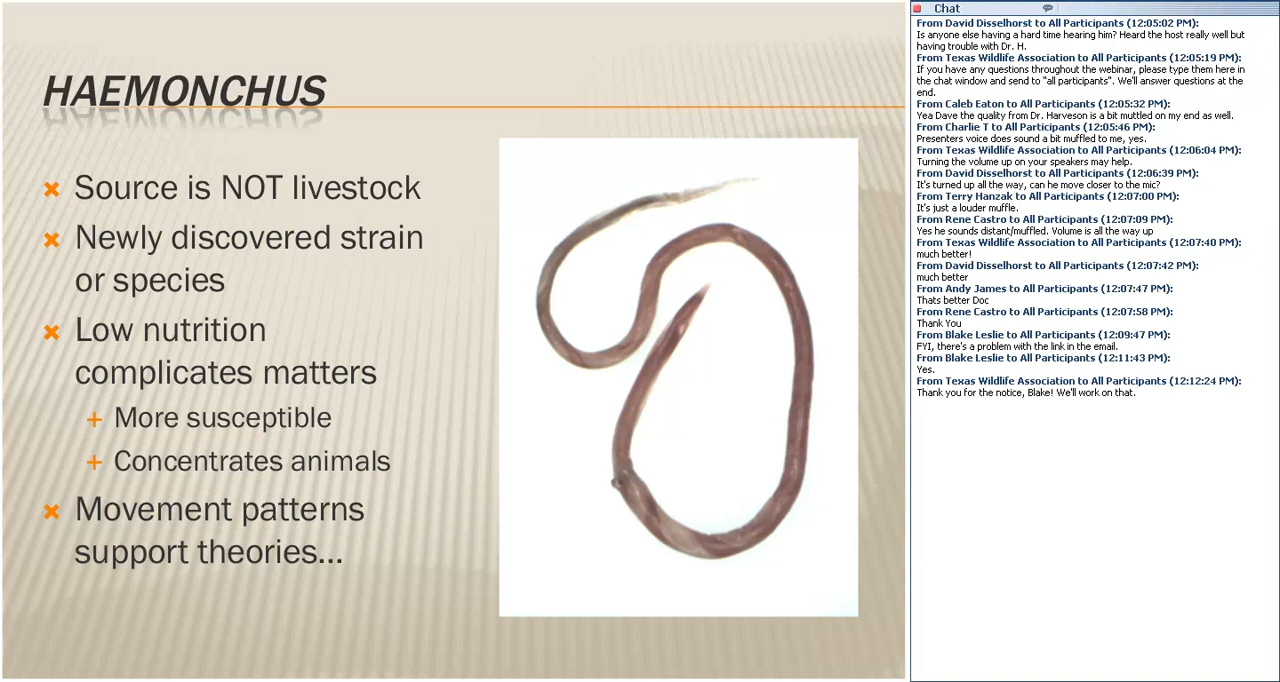 HAEMONCHUS
Source is NOT livestock
Newly discovered strain
or species
Low nutrition
complicates matters
More susceptible
Concentrates animals
Movement patterns
support theories...
Chat
From David Disselhorst to All Participants (12:05:02 PM):
Is anyone else having a hard time hearing him? Heard the host really well but
having trouble with Dr. H.
From Texas Wildlife Association to All Participants (12:05:19 PM):
If you have any questions throughout the webinar, please type them here in
the chat window and send to "all participants". We'll answer questions at the
end.
From Caleb Eaton to All Participants (12:05:32 PM):
Yea Dave the quality from Dr. Harveson is a bit muttled on my end as well.
From Charlie T to All Participants (12:05:46 PM):
Presenters voice does sound a bit muffled to me, yes.
From Texas Wildlife Association to All Participants (12:06:04 PM):
Turning the volume up on your speakers may help.
From David Disselhorst to All Participants (12:06:39 PM):
It's turned up all the way, can he move closer to the mic?
From Terry Hanzak to All Participants (12:07:00 PM):
It's just a louder muffle.
From Rene Castro to All Participants (12:07:09 PM):
Yes he sounds distant/muffled. Volume is all the way up
From Texas Wildlife Association to All Participants (12:07:40 PM):
much better!
From David Disselhorst to All Participants (12:07:42 PM):
much better
From Andy James to All Participants (12:07:47 PM):
Thats better Doc
From Rene Castro to All Participants (12:07:58 PM):
Thank You
From Blake Leslie to All Participants (12:09:47 PM):
FYI, there's a problem with the link in the email.
From Blake Leslie to All Participants (12:11:43 PM):
Yes.
From Texas Wildlife Association to All Participants (12:12:24 PM):
Thank you for the notice, Blake! We'll work on that.